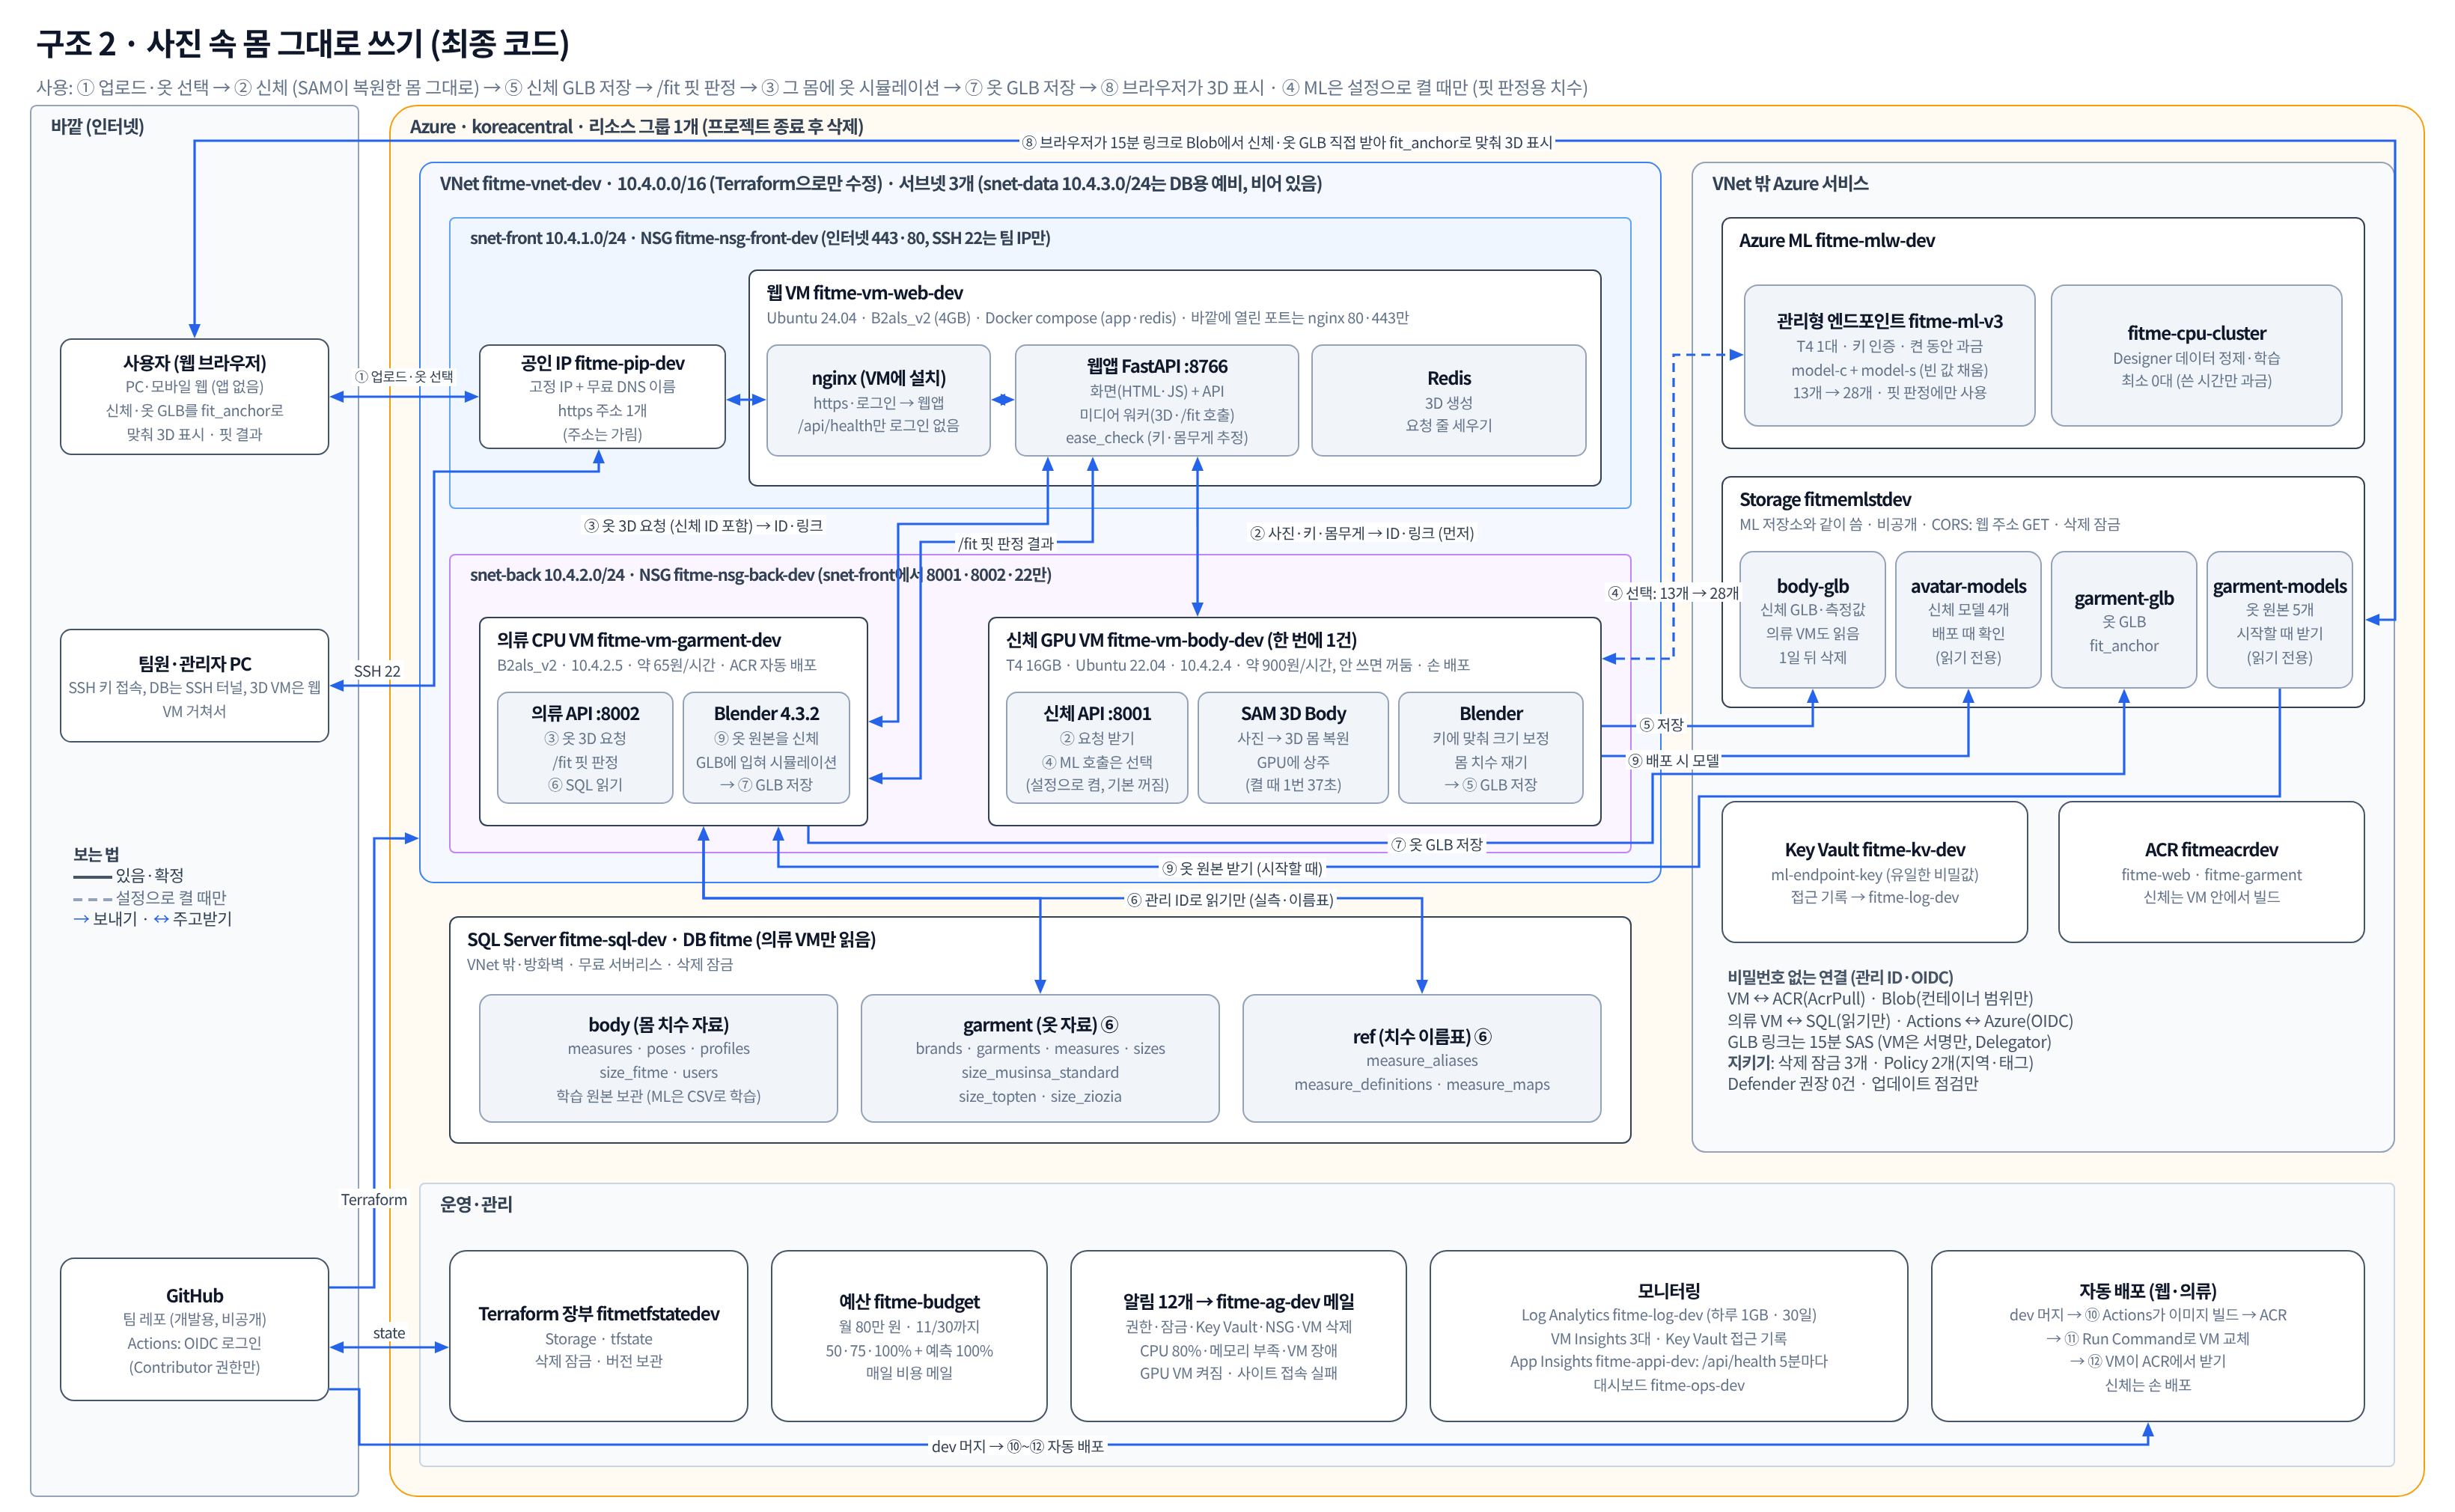 구조 2 · 사진 속 몸 그대로 쓰기 (최종 코드)
사용: ① 업로드·옷 선택 → ② 신체 (SAM이 복원한 몸 그대로) → ⑤ 신체 GLB 저장 → /fit 핏 판정 → ③ 그 몸에 옷 시뮬레이션 → ⑦ 옷 GLB 저장 → ⑧ 브라우저가 3D 표시 · ④ ML은 설정으로 켤 때만 (핏 판정용 치수)
바깥 (인터넷)
사용자 (웹 브라우저)
PC·모바일 웹 (앱 없음)
신체·옷 GLB를 fit_anchor로
맞춰 3D 표시 · 핏 결과
팀원·관리자 PC
SSH 키 접속, DB는 SSH 터널, 3D VM은 웹
VM 거쳐서
보는 법
있음·확정
설정으로 켤 때만
→ 보내기 · ↔ 주고받기
GitHub
팀 레포 (개발용, 비공개)
Actions: OIDC 로그인
(Contributor 권한만)
① 업로드·옷 선택
SSH 22
Terraform
state
Azure · koreacentral · 리소스 그룹 1개 (프로젝트 종료 후 삭제)
⑧ 브라우저가 15분 링크로 Blob에서 신체·옷 GLB 직접 받아 fit_anchor로 맞춰 3D 표시
VNet fitme-vnet-dev · 10.4.0.0/16 (Terraform으로만 수정) · 서브넷 3개 (snet-data 10.4.3.0/24는 DB용 예비, 비어 있음)
snet-front 10.4.1.0/24 · NSG fitme-nsg-front-dev (인터넷 443·80, SSH 22는 팀 IP만)
공인 IP fitme-pip-dev
고정 IP + 무료 DNS 이름
https 주소 1개
(주소는 가림)
웹 VM fitme-vm-web-dev
Ubuntu 24.04 · B2als_v2 (4GB) · Docker compose (app·redis) · 바깥에 열린 포트는 nginx 80·443만
nginx (VM에 설치)
https·로그인 → 웹앱
/api/health만 로그인 없음
웹앱 FastAPI :8766
화면(HTML·JS) + API
미디어 워커(3D·/fit 호출)
ease_check (키·몸무게 추정)
Redis
3D 생성
요청 줄 세우기
③ 옷 3D 요청 (신체 ID 포함) → ID·링크
/fit 핏 판정 결과
② 사진·키·몸무게 → ID·링크 (먼저)
snet-back 10.4.2.0/24 · NSG fitme-nsg-back-dev (snet-front에서 8001·8002·22만)
의류 CPU VM fitme-vm-garment-dev
B2als_v2 · 10.4.2.5 · 약 65원/시간 · ACR 자동 배포
의류 API :8002
③ 옷 3D 요청
/fit 핏 판정
⑥ SQL 읽기
Blender 4.3.2
⑨ 옷 원본을 신체
GLB에 입혀 시뮬레이션
→ ⑦ GLB 저장
신체 GPU VM fitme-vm-body-dev (한 번에 1건)
T4 16GB · Ubuntu 22.04 · 10.4.2.4 · 약 900원/시간, 안 쓰면 꺼둠 · 손 배포
신체 API :8001
② 요청 받기
④ ML 호출은 선택
(설정으로 켬, 기본 꺼짐)
SAM 3D Body
사진 → 3D 몸 복원
GPU에 상주
(켤 때 1번 37초)
Blender
키에 맞춰 크기 보정
몸 치수 재기
→ ⑤ GLB 저장
⑦ 옷 GLB 저장
⑨ 옷 원본 받기 (시작할 때)
⑥ 관리 ID로 읽기만 (실측·이름표)
④ 선택: 13개 → 28개
⑤ 저장
⑨ 배포 시 모델
SQL Server fitme-sql-dev · DB fitme (의류 VM만 읽음)
VNet 밖·방화벽 · 무료 서버리스 · 삭제 잠금
body (몸 치수 자료)
measures · poses · profiles
size_fitme · users
학습 원본 보관 (ML은 CSV로 학습)
garment (옷 자료) ⑥
brands · garments · measures · sizes
size_musinsa_standard
size_topten · size_ziozia
ref (치수 이름표) ⑥
measure_aliases
measure_definitions · measure_maps
VNet 밖 Azure 서비스
Azure ML fitme-mlw-dev
관리형 엔드포인트 fitme-ml-v3
T4 1대 · 키 인증 · 켠 동안 과금
model-c + model-s (빈 값 채움)
13개 → 28개 · 핏 판정에만 사용
fitme-cpu-cluster
Designer 데이터 정제·학습
최소 0대 (쓴 시간만 과금)
Storage fitmemlstdev
ML 저장소와 같이 씀 · 비공개 · CORS: 웹 주소 GET · 삭제 잠금
body-glb
신체 GLB·측정값
의류 VM도 읽음
1일 뒤 삭제
avatar-models
신체 모델 4개
배포 때 확인
(읽기 전용)
garment-glb
옷 GLB
fit_anchor
garment-models
옷 원본 5개
시작할 때 받기
(읽기 전용)
Key Vault fitme-kv-dev
ml-endpoint-key (유일한 비밀값)
접근 기록 → fitme-log-dev
ACR fitmeacrdev
fitme-web · fitme-garment
신체는 VM 안에서 빌드
비밀번호 없는 연결 (관리 ID·OIDC)
VM ↔ ACR(AcrPull) · Blob(컨테이너 범위만)
의류 VM ↔ SQL(읽기만) · Actions ↔ Azure(OIDC)
GLB 링크는 15분 SAS (VM은 서명만, Delegator)
지키기: 삭제 잠금 3개 · Policy 2개(지역·태그)
Defender 권장 0건 · 업데이트 점검만
운영·관리
Terraform 장부 fitmetfstatedev
Storage · tfstate
삭제 잠금 · 버전 보관
예산 fitme-budget
월 80만 원 · 11/30까지
50·75·100% + 예측 100%
매일 비용 메일
알림 12개 → fitme-ag-dev 메일
권한·잠금·Key Vault·NSG·VM 삭제
CPU 80%·메모리 부족·VM 장애
GPU VM 켜짐 · 사이트 접속 실패
모니터링
Log Analytics fitme-log-dev (하루 1GB · 30일)
VM Insights 3대 · Key Vault 접근 기록
App Insights fitme-appi-dev: /api/health 5분마다
대시보드 fitme-ops-dev
자동 배포 (웹·의류)
dev 머지 → ⑩ Actions가 이미지 빌드 → ACR
→ ⑪ Run Command로 VM 교체
→ ⑫ VM이 ACR에서 받기
신체는 손 배포
dev 머지 → ⑩~⑫ 자동 배포